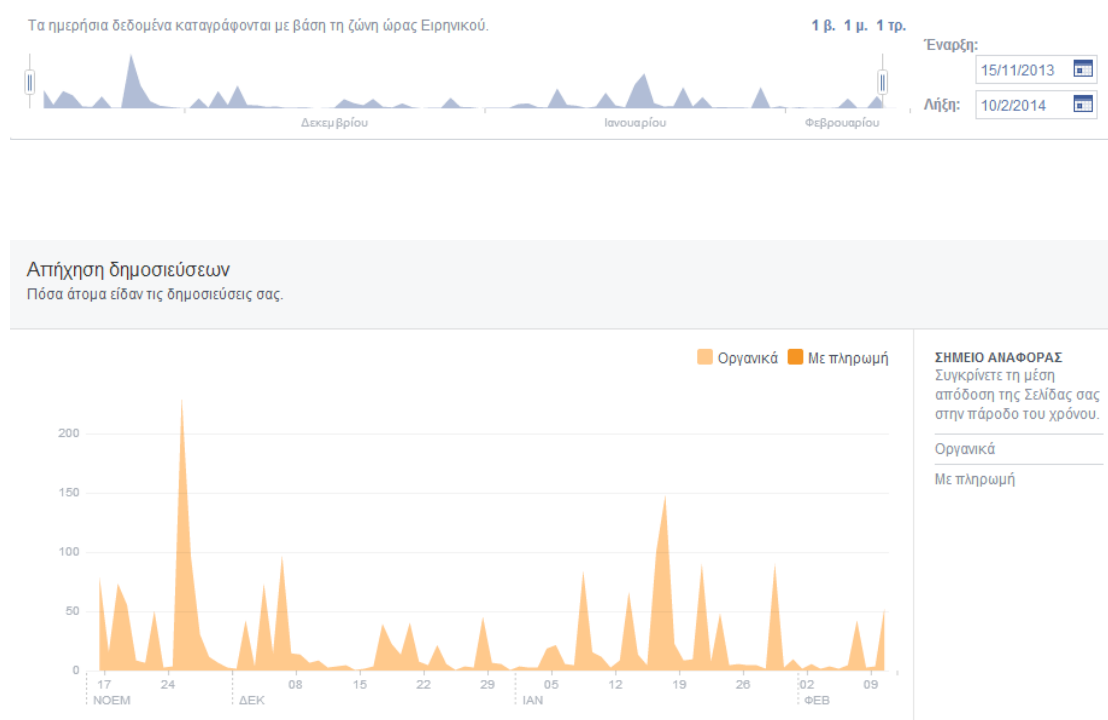 Τα ημερήσια δεδομένα καταγράφονται με βάση τη ζώνη ώρας Ειρηνικού.
1 β. 1 μ. 1 τρ.
Έναρξη:
15/11/2013
Λήξη:
10/2/2014
Δεκεμβρίου
Ιανουαρίου
Φεβρουαρίου
Απήχηση δημοσιεύσεων
Πόσα άτομα είδαν τις δημοσιεύσεις σας.
Οργανικά Με πληρωμή
ΣΗΜΕΙΟ ΑΝΑΦΟΡΑΣ
Συγκρίνετε τη μέση
απόδοση της Σελίδας σας
στην πάροδο του χρόνου.
Οργανικά
Με πληρωμή
200
150
100
50
0
17 24 08 15 22 29 05 12 19 26 02 09
ΝΟΕΜ ΔΕΚ ΙΑΝ ΦΕΒ